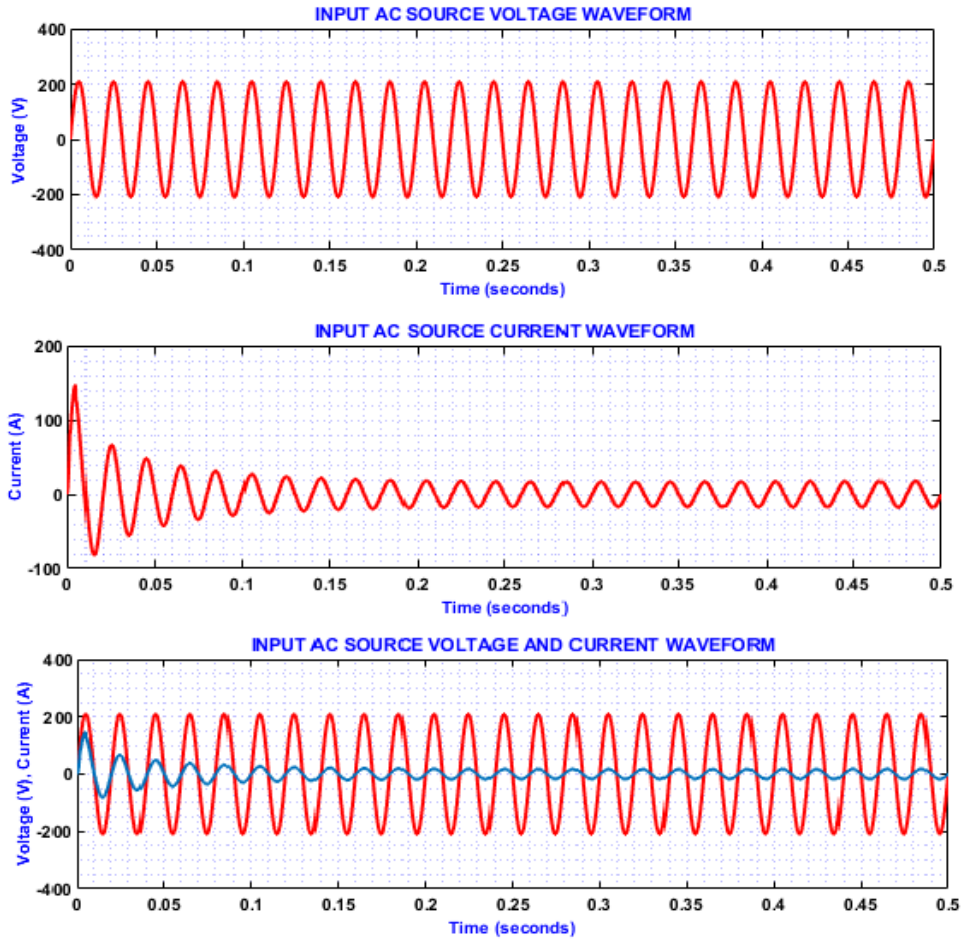 INPUT AC SOURCE VOLTAGE WAVEFORM
400
200
0
-200
-400
Voltage (V)
0 0.05 0.1 0.15 0.2 0.25 0.3 0.35 0.4 0.45 0.5
Time (seconds)
INPUT AC SOURCE CURRENT WAVEFORM
200
100
0
-100
Current (A)
0 0.05 0.1 0.15 0.2 0.25 0.3 0.35 0.4 0.45 0.5
Time (seconds)
INPUT AC SOURCE VOLTAGE AND CURRENT WAVEFORM
400
200
0
-200
-400
Voltage (V), Current (A)
0 0.05 0.1 0.15 0.2 0.25 0.3 0.35 0.4 0.45 0.5
Time (seconds)